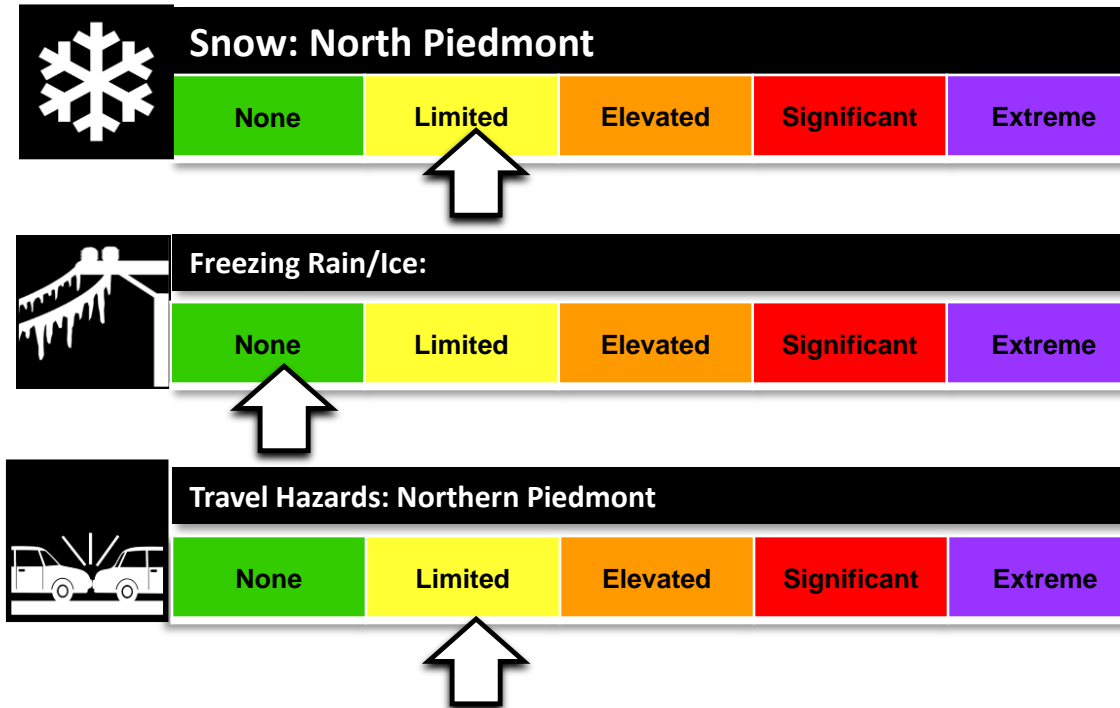 Snow: North Piedmont
None Limited Elevated Significant Extreme
Freezing Rain/Ice:
None Limited Elevated Significant Extreme
Travel Hazards: Northern Piedmont
None Limited Elevated Significant Extreme